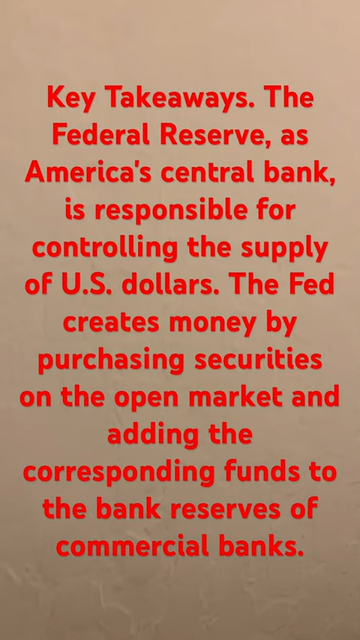 Key Takeaways. The
Federal Reserve, as
America's central bank,
is responsible for
controlling the supply
of U.S. dollars. The Fed
creates money by
purchasing securities
on the open market and
adding the
corresponding funds to
the bank reserves of
commercial banks.